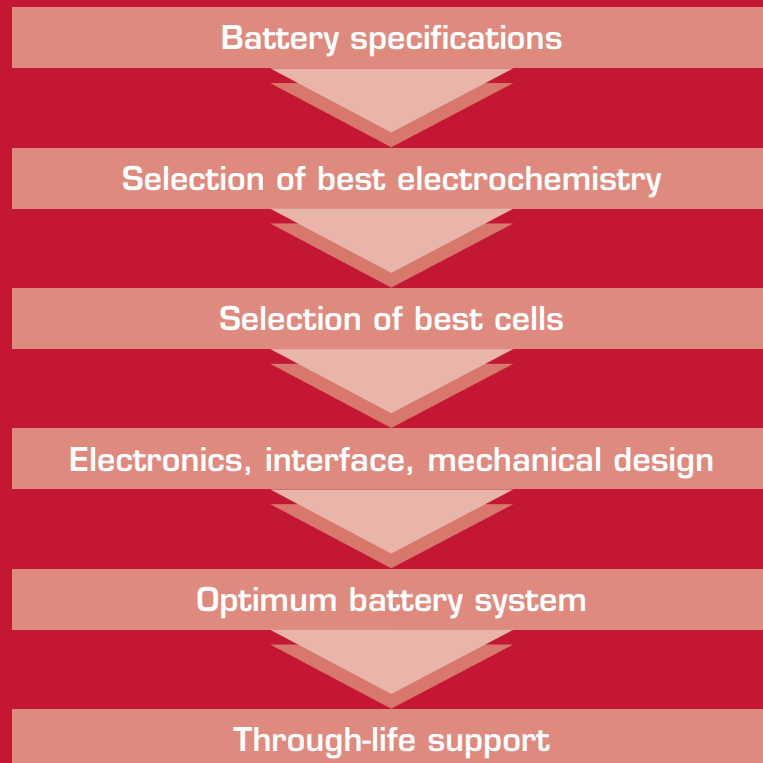 Battery specifications
Selection of best electrochemistry
Selection of best cells
Electronics, interface, mechanical design
Optimum battery system
Through-life support